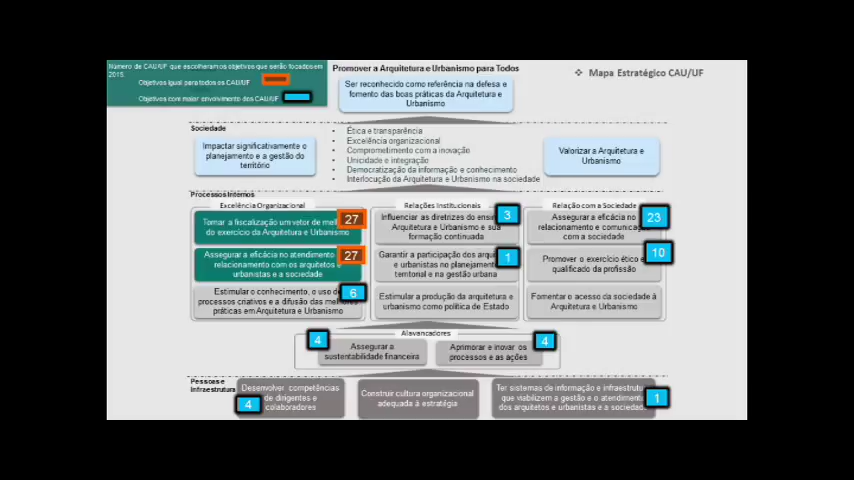 Número de CAU/UF que escolheram os objetivos que serão focados em
2015.
Objetivos igual para todos os CAU/UF
Objetivos com maior envolvimento dos CAU/UF
Promover a Arquitetura e Urbanismo para Todos
❖ Mapa Estratégico CAU/UF
Ser reconhecido como referência na defesa e
fomento das boas práticas da Arquitetura e
Urbanismo
Sociedade
Impactar significativamente o
planejamento e a gestão do
território
• Ética e transparência
• Excelência organizacional
• Comprometimento com a inovação
• Unicidade e integração
• Democratização da informação e conhecimento
• Interlocução da Arquitetura e Urbanismo na sociedade
Valorizar a Arquitetura e
Urbanismo
Processos Internos
Excelência Organizacional
Tornar a fiscalização um vetor de
do exercício da Arquitetura e Urbanismo
27
Assegurar a eficácia no atendimento
relacionamento com os arquitetos e
urbanistas e a sociedade
27
Estimular o conhecimento, o uso de
processos criativos e a difusão das melhores
práticas em Arquitetura e Urbanismo
6
Relações Institucionais
Influenciar as diretrizes do
Arquitetura e Urbanismo e sua
formação continuada
3
Garantir a participação dos
e urbanistas no planejamento
territorial e na gestão urbana
1
Estimular a produção da arquitetura e
urbanismo como política de Estado
Relação com a Sociedade
Assegurar a eficácia no
relacionamento e
com a sociedade
23
Promover o exercício ético e
qualificado da profissão
10
Fomentar o acesso da sociedade à
Arquitetura e Urbanismo
Alavancadores
4
Assegurar a
sustentabilidade financeira
Aprimorar e inovar os
processos e as ações
4
Pessoas e
Infraestrutura
Desenvolver competências
de dirigentes e
colaboradores
4
Construir cultura organizacional
adequada à estratégia
Ter sistemas de informação e
que viabilizem a gestão e o atendimento
dos arquitetos e urbanistas e a sociedade
1